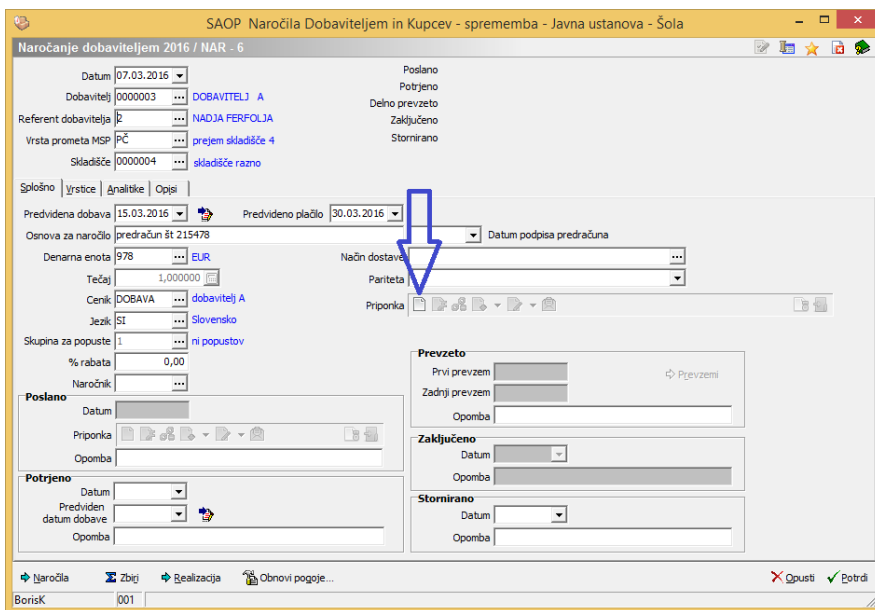 SAOP Naročila Dobaviteljem in Kupcev - sprememba - Javna ustanova - Šola
Naročanje dobaviteljem 2016 / NAR - 6
Datum 07.03.2016 Poslano
Potrjeno
Dobavitelj 0000003 ... DOBAVITELJ A
Delno prevzeto
Referent dobavitelja 2 ... NADJA FERFOLJA
Zaključeno
Vrsta prometa MSP PČ ... prejem skladišče 4
Stornirano
Skladišče 0000004 ... skladišče razno
Splošno Vrstice Analitike Opisi
Predvidena dobava 15.03.2016 Predvideno plačilo 30.03.2016
Osnova za naročilo predračun št 215478 Datum podpisa predračuna
Denarna enota 978 ... EUR Način dostave ...
Tečaj 1,000000 Pariteta
Cenik DOBAVA ... dobavitelj A
Priponka
Jezik SI ... Slovensko
Skupina za popuste 1 ... ni popustov
% rabata 0,00
Naročnik ...
Prevzeto
Prvi prevzem Prevzemi
Zadnji prevzem
Opomba
Poslano
Datum
Priponka
Opomba
Zaključeno
Datum
Opomba
Potrjeno
Datum
Predviden
datum dobave
Opomba
Stornirano
Datum
Opomba
Naročila Zbirj Realizacija Obnovi pogoje... Opusti Potrdi
BorisK 001